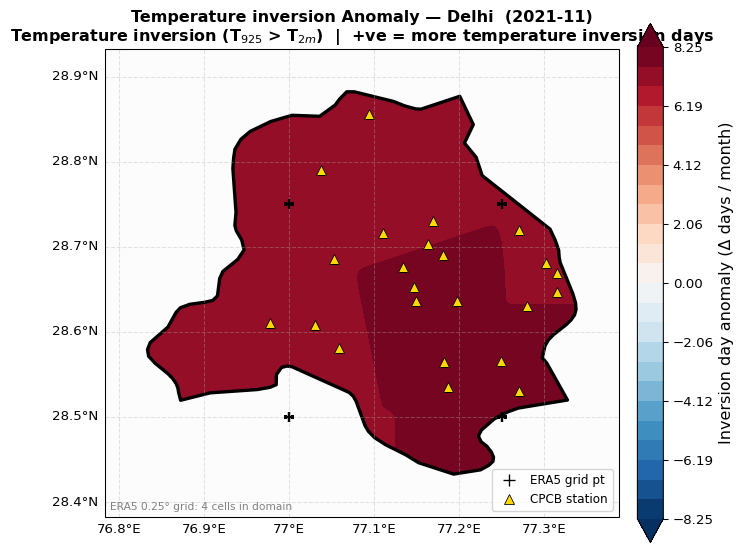 Temperature inversion Anomaly — Delhi  (2021-11)
Temperature inversion (T₉₂₅ > T₂ₘ)  |  +ve = more temperature inversion days
28.9°N
28.8°N
28.7°N
28.6°N
28.5°N
28.4°N
76.8°E
76.9°E
77°E
77.1°E
77.2°E
77.3°E
ERA5 0.25° grid: 4 cells in domain
ERA5 grid pt
CPCB station
8.25
6.19
4.12
2.06
0.00
−2.06
−4.12
−6.19
−8.25
Inversion day anomaly (Δ days / month)